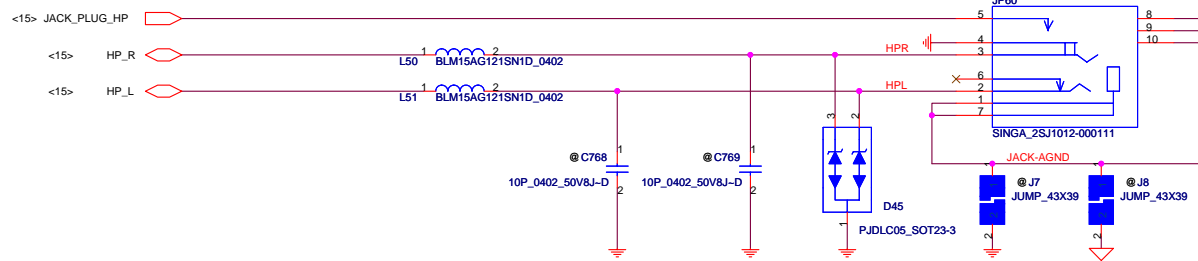 JP60
<15> JACK_PLUG_HP 5 8
9
4 10
<15> HP_R 1 2 HPR 3
L50 BLM15AG121SN1D_0402
6
<15> HP_L 1 2 HPL 2
L51 BLM15AG121SN1D_0402 1
7
3 2 SINGA_2SJ1012-000111
1 1 JACK-AGND
@ C768 @ C769
10P_0402_50V8J~D 10P_0402_50V8J~D
2 2
1 1
@ J7 @ J8
JUMP_43X39 JUMP_43X39
D45
2 2
1
PJDLC05_SOT23-3
2 2